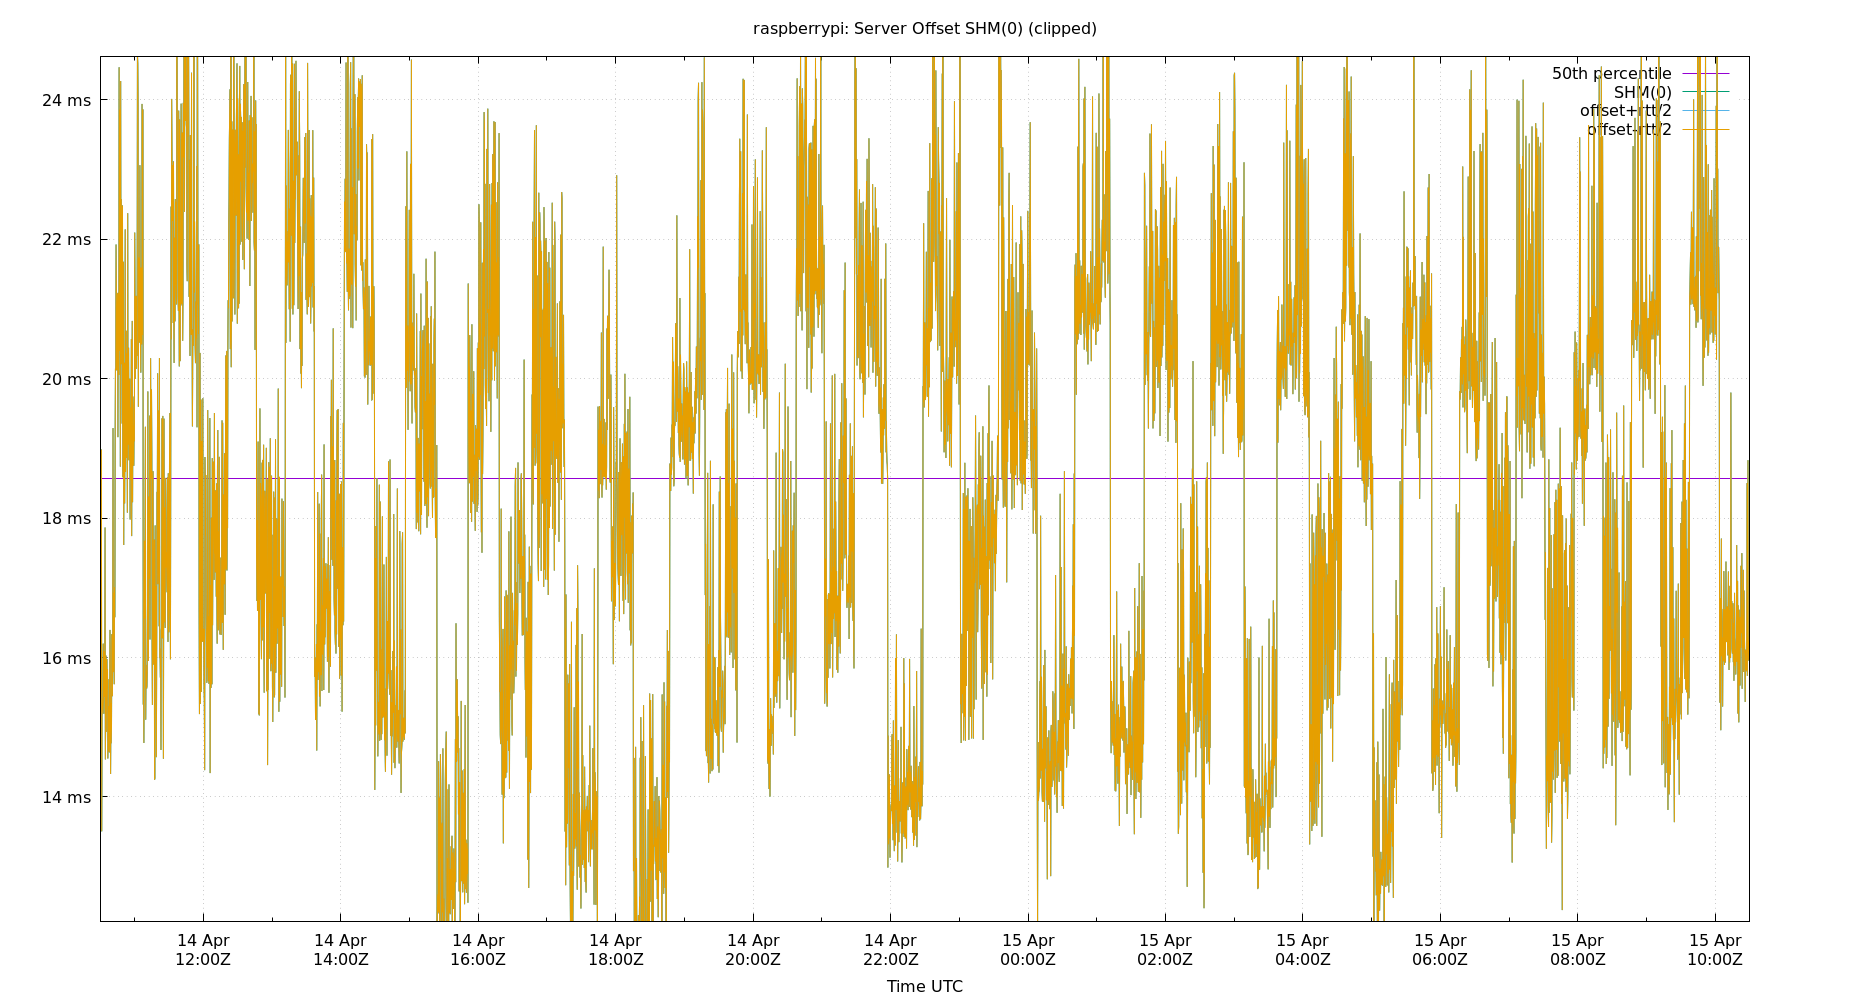 raspberrypi: Server Offset SHM(0) (clipped)
50th percentile
SHM(0)
offset+rtt/2
offset-rtt/2
24 ms
22 ms
20 ms
18 ms
16 ms
14 ms
14 Apr 14 Apr 14 Apr 14 Apr 14 Apr 14 Apr 15 Apr 15 Apr 15 Apr 15 Apr 15 Apr 15 Apr
12:00Z 14:00Z 16:00Z 18:00Z 20:00Z 22:00Z 00:00Z 02:00Z 04:00Z 06:00Z 08:00Z 10:00Z
Time UTC